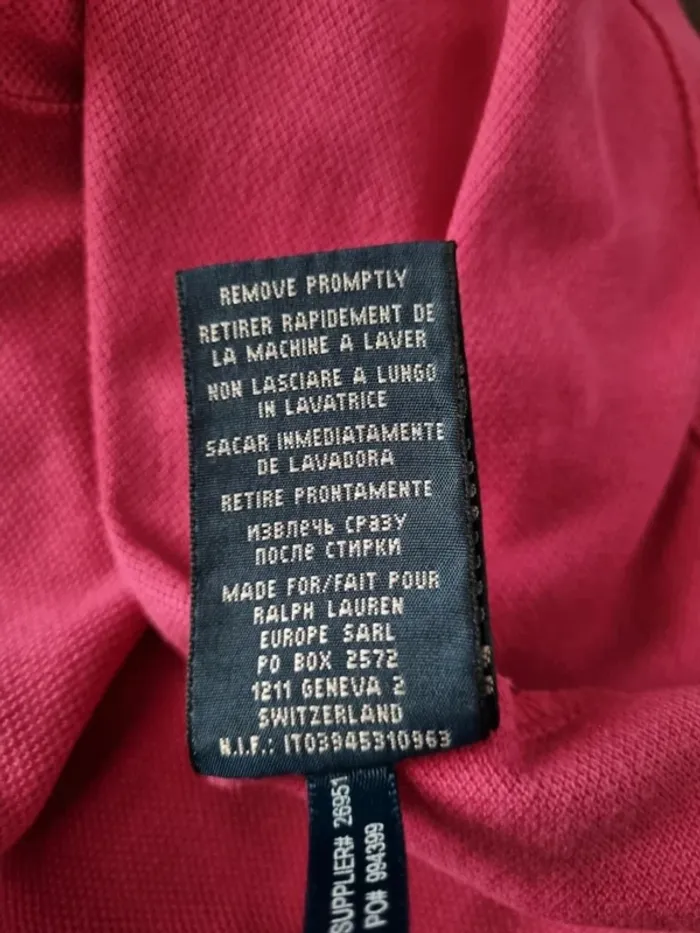 REMOVE PROMPTLY
RETIRER RAPIDEMENT DE
LA MACHINE A LAVER
NON LASCIARE A LUNGO
IN LAVATRICE
SACAR INMEDIATAMENTE
DE LAVADORA
RETIRE PRONTAMENTE
ИЗВЛЕЧЬ СРАЗУ
ПОСЛЕ СТИРКИ
MADE FOR/FAIT POUR
RALPH LAUREN
EUROPE SARL
PO BOX 2572
1211 GENEVA 2
SWITZERLAND
N.I.F.: IT03945310963
SUPPLIER# 26951
PO# 994399